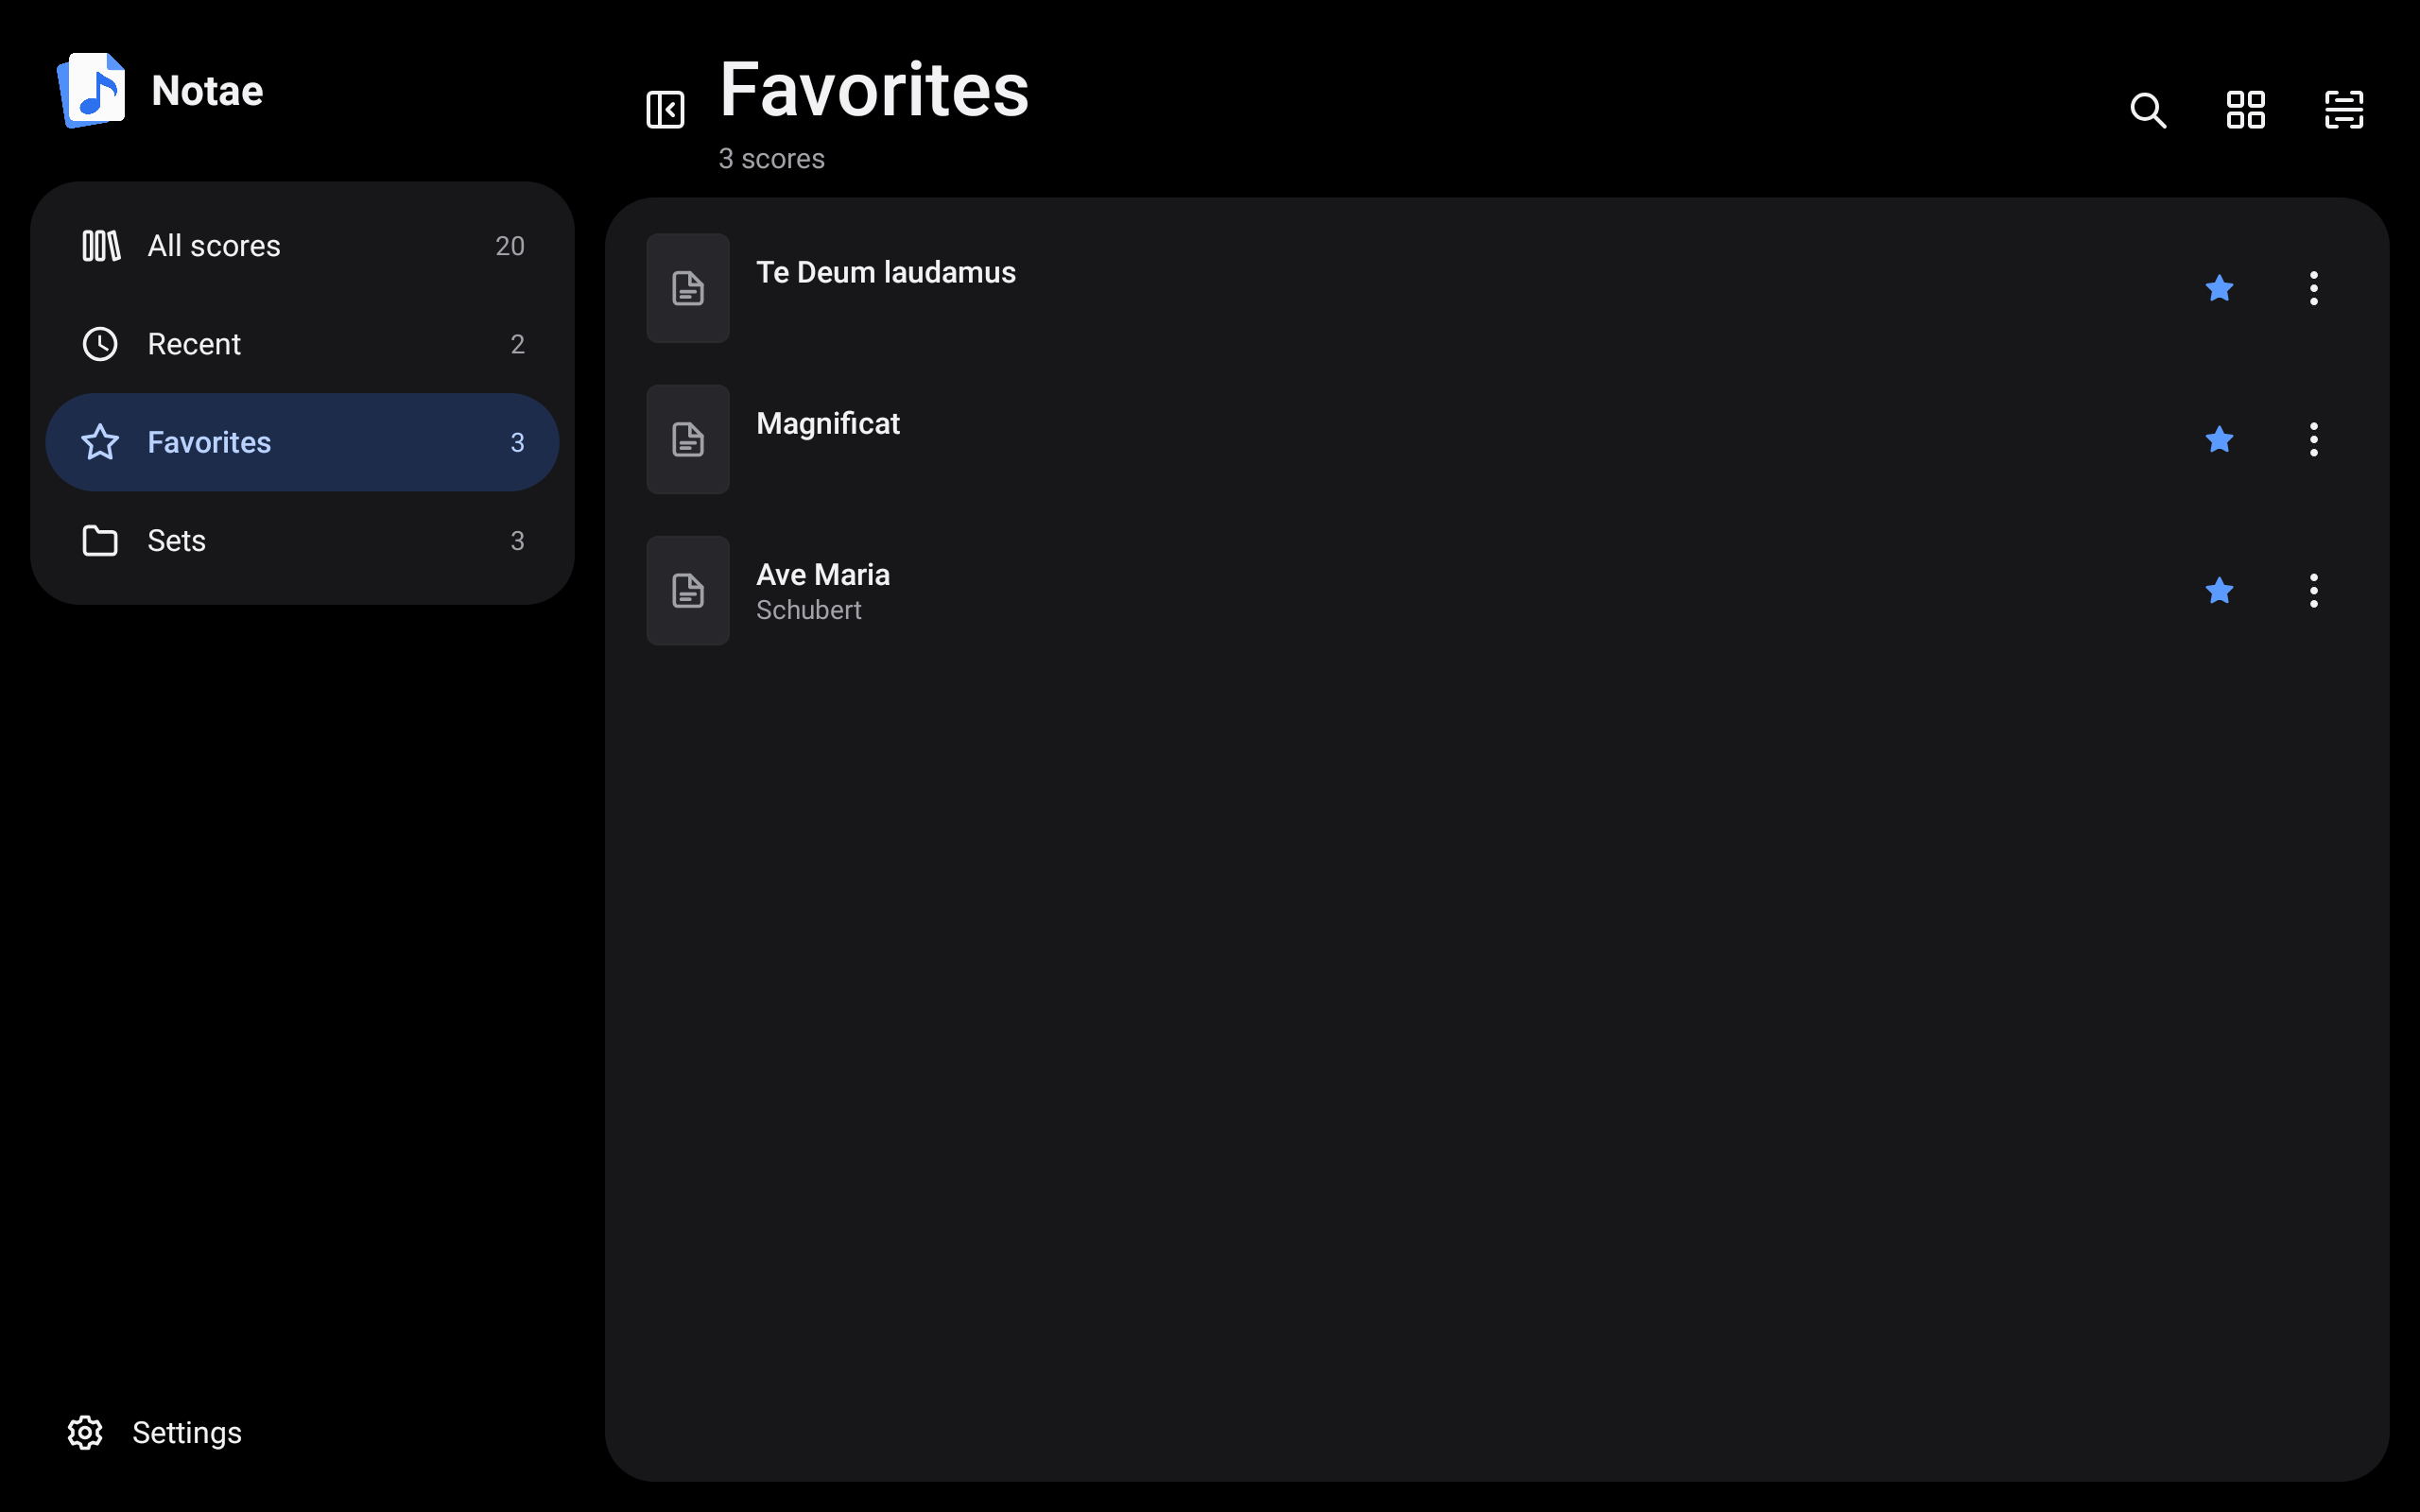 Notae
All scores 20
Recent 2
Favorites 3
Sets 3
Settings
Favorites
3 scores
Te Deum laudamus
Magnificat
Ave Maria
Schubert